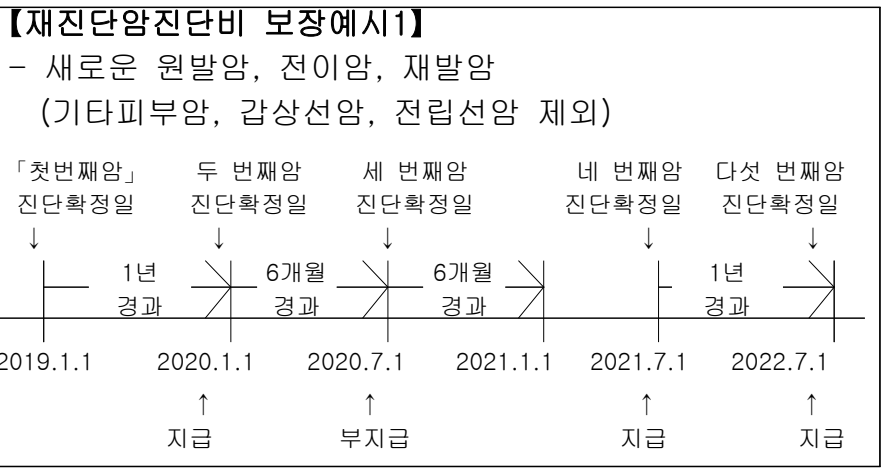 【재진단암진단비 보장예시1】
- 새로운 원발암, 전이암, 재발암
(기타피부암, 갑상선암, 전립선암 제외)
「첫번째암」 두 번째암 세 번째암 네 번째암 다섯 번째암
진단확정일 진단확정일 진단확정일 진단확정일 진단확정일
↓ ↓ ↓ ↓ ↓
1년 6개월 6개월 1년
경과 경과 경과 경과
2019.1.1 2020.1.1 2020.7.1 2021.1.1 2021.7.1 2022.7.1
↑ ↑ ↑ ↑
지급 부지급 지급 지급